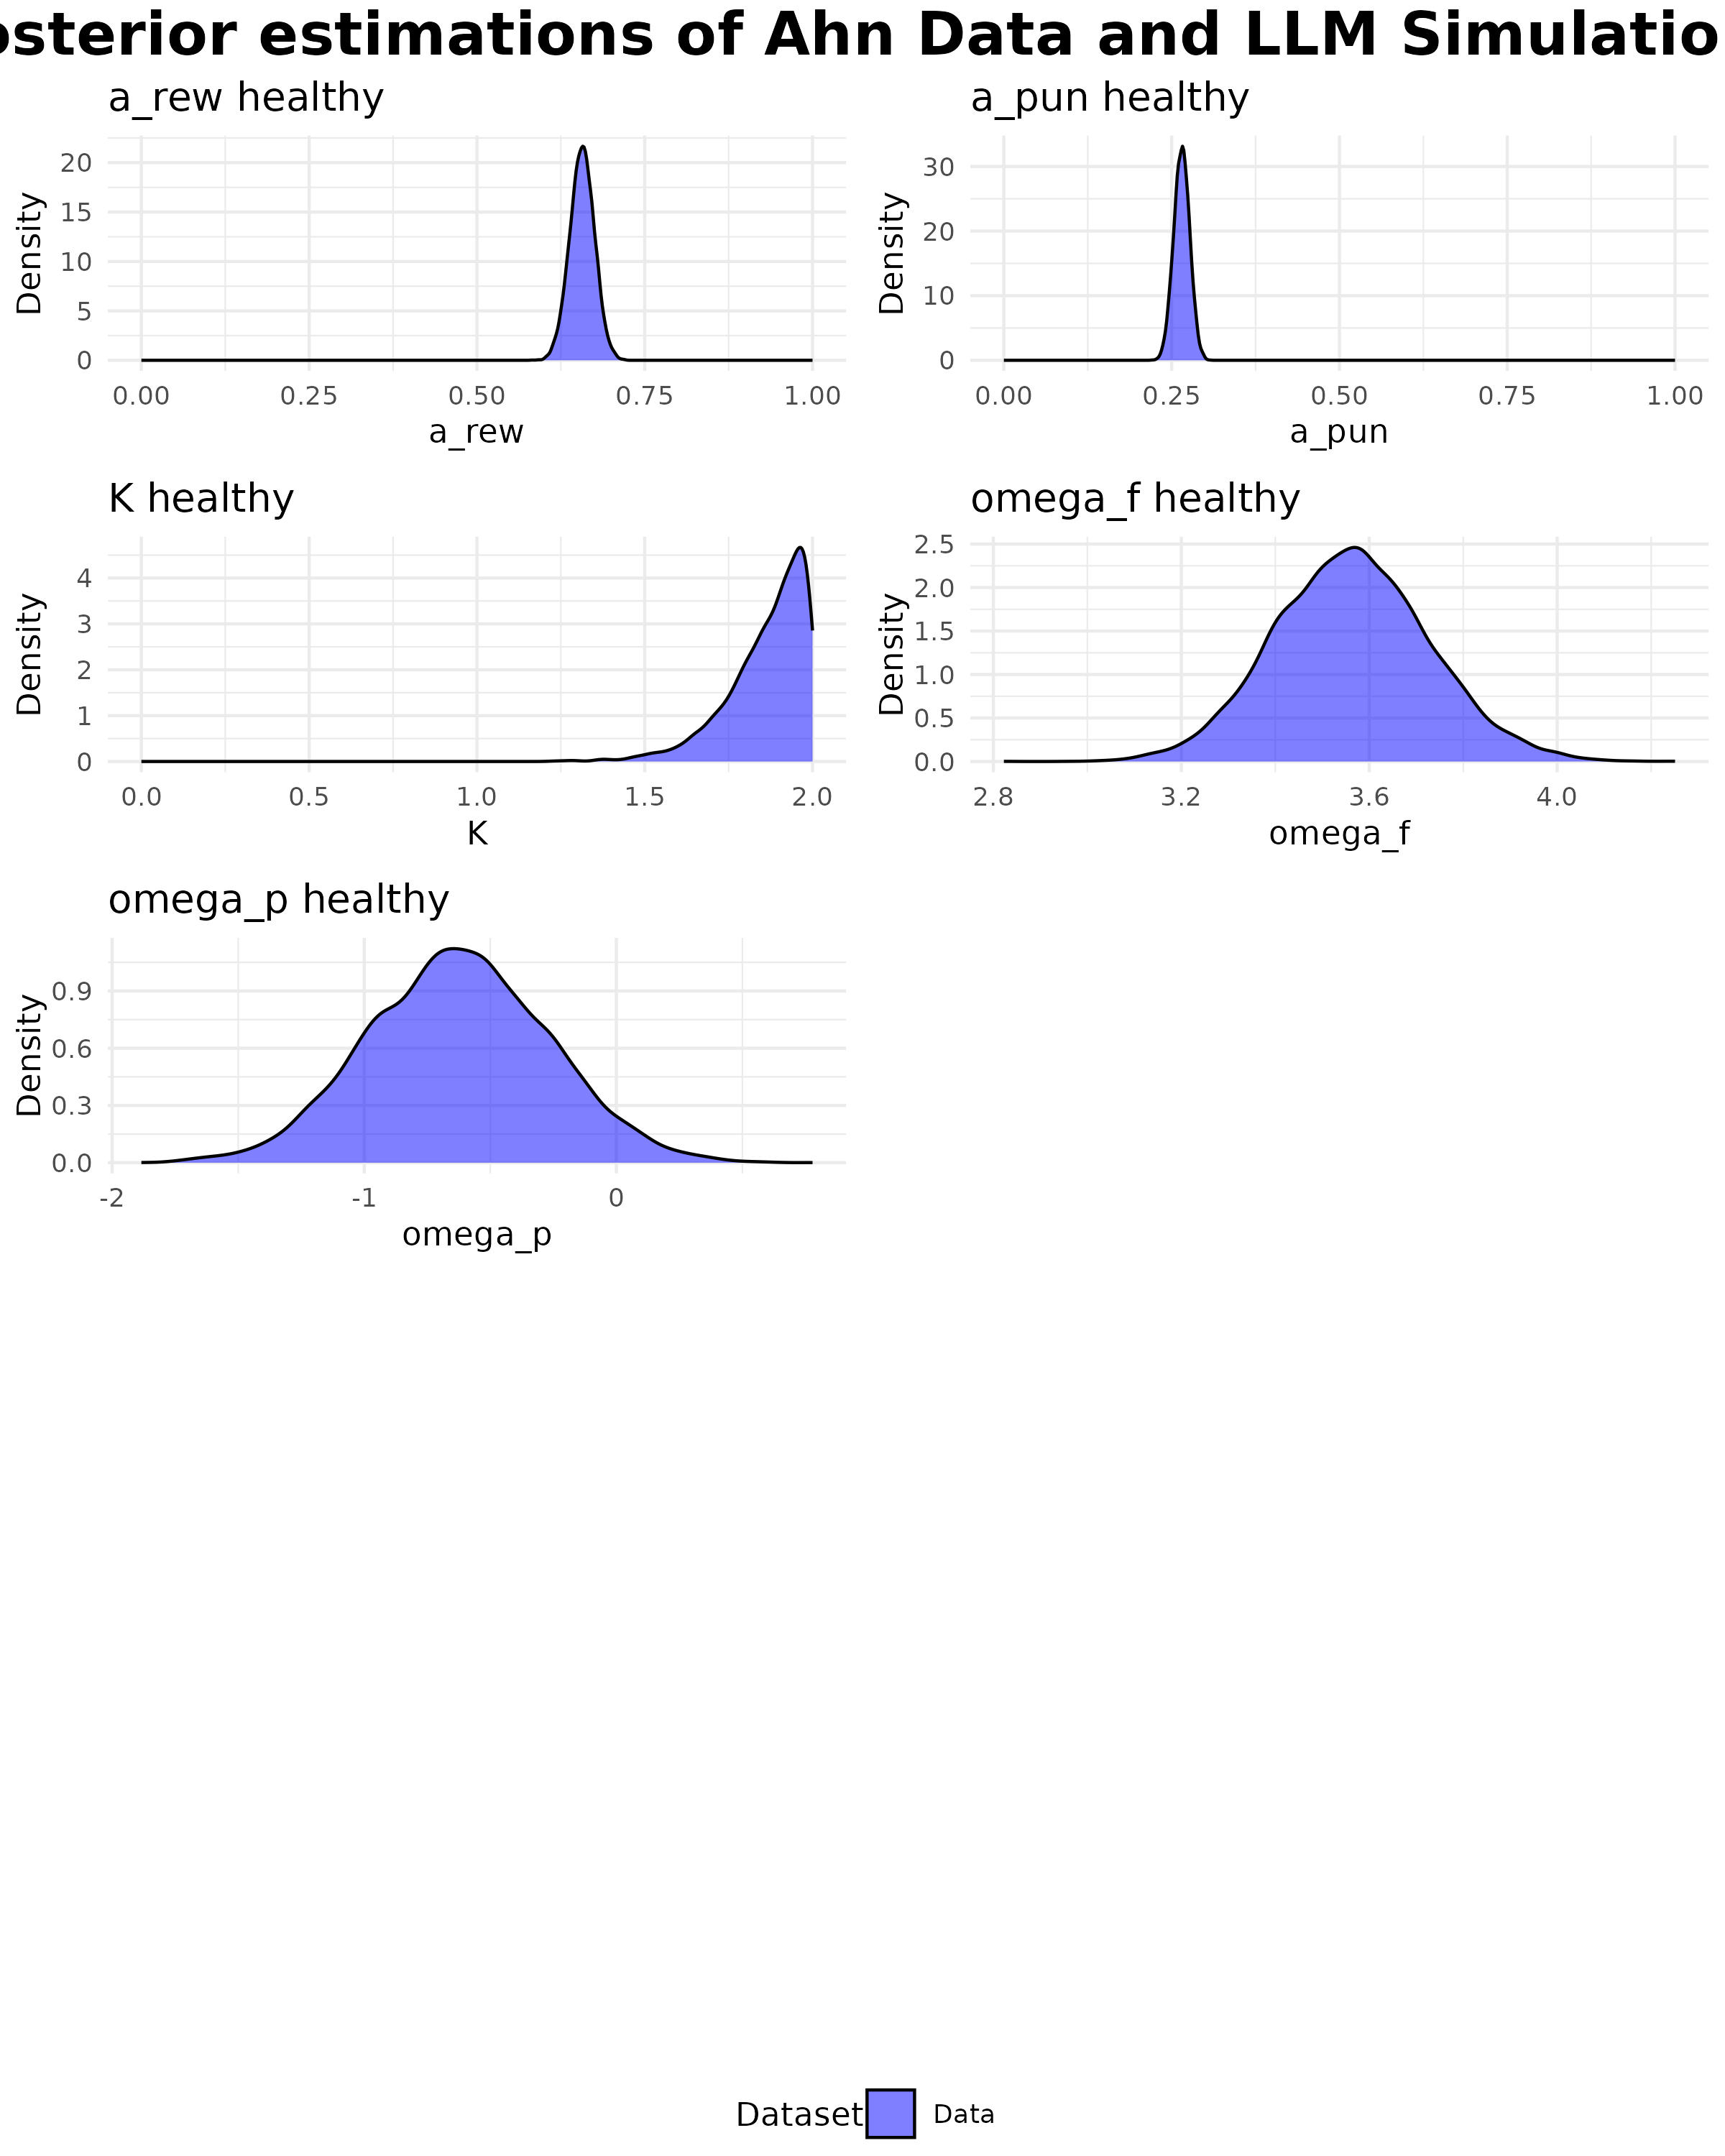 osterior estimations of Ahn Data and LLM Simulatio
a_rew healthy
Density
20
15
10
5
0
0.00 0.25 0.50 0.75 1.00
a_rew
a_pun healthy
Density
30
20
10
0
0.00 0.25 0.50 0.75 1.00
a_pun
K healthy
Density
4
3
2
1
0
0.0 0.5 1.0 1.5 2.0
K
omega_f healthy
Density
2.5
2.0
1.5
1.0
0.5
0.0
2.8 3.2 3.6 4.0
omega_f
omega_p healthy
Density
0.9
0.6
0.3
0.0
-2 -1 0
omega_p
Dataset Data